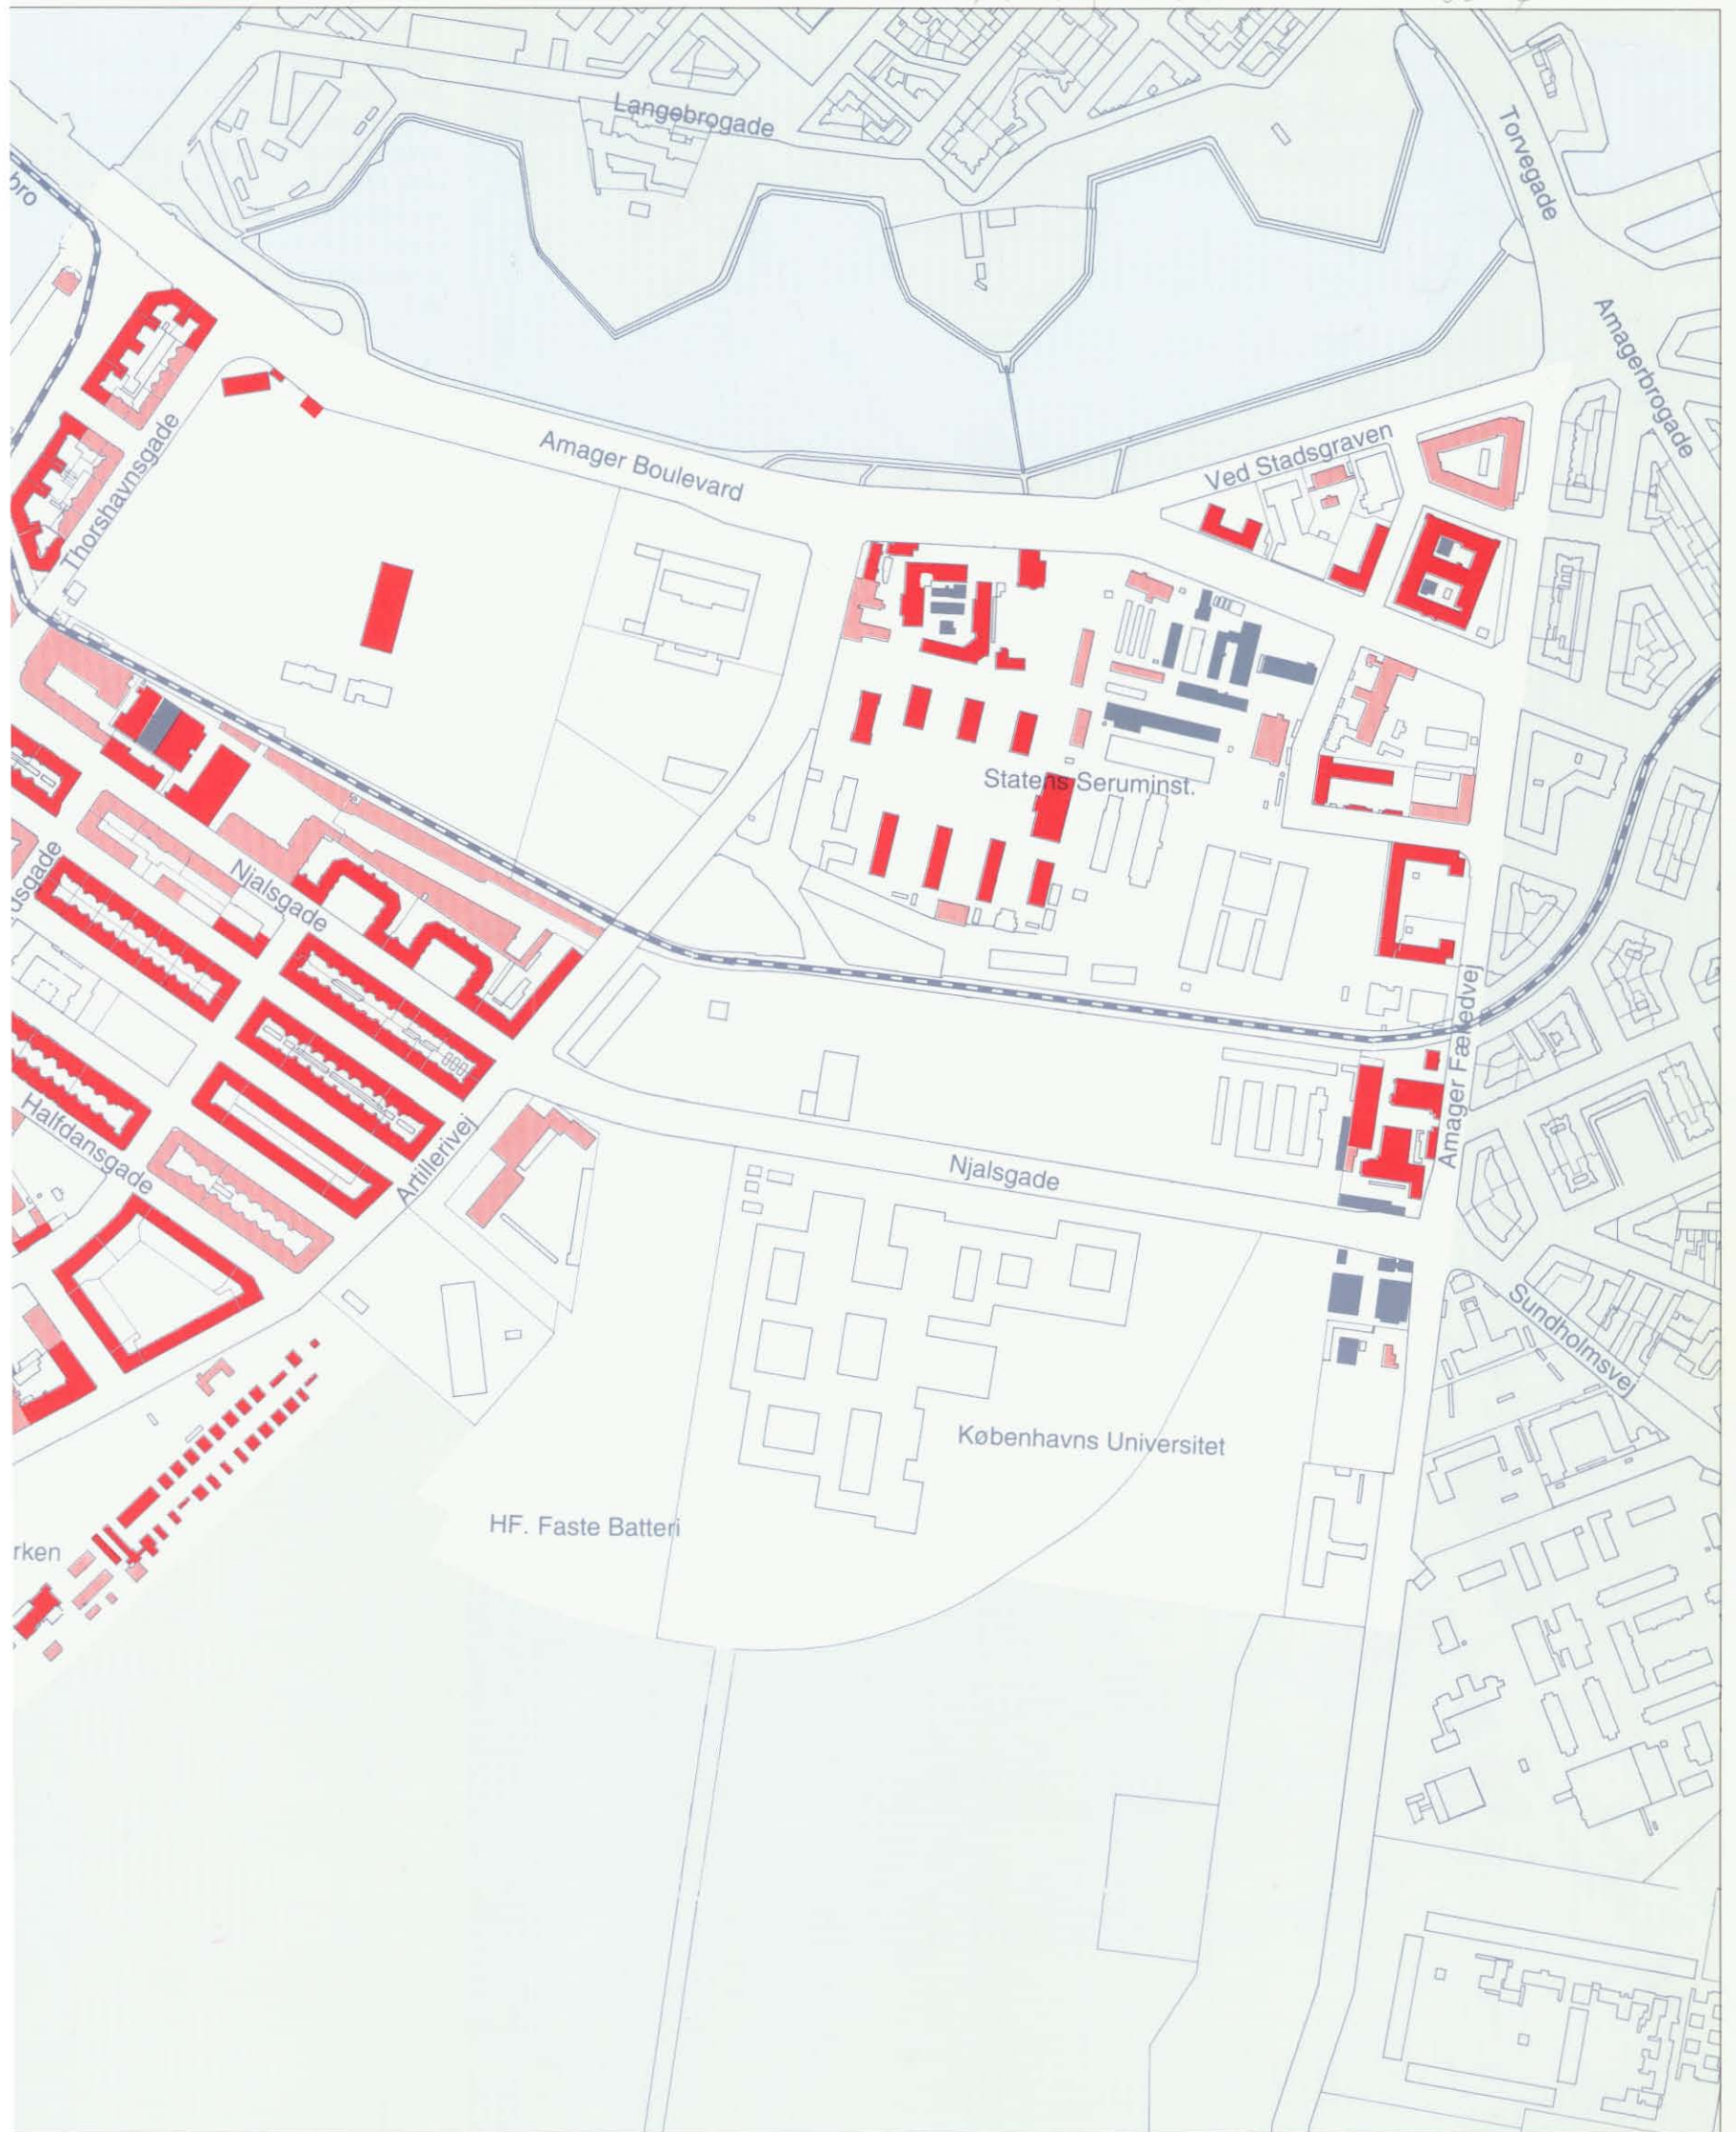 Langebrogade
Torvegade
bro
Amagerbrogade
Ved Stadsgraven
Amager Boulevard
Thorshavnsgade
Statens Seruminst.
Njalsgade
dsgade
Amager Fælledvej
Halfdansgade
Artillerivej
Njalsgade
Sundholmsvej
Københavns Universitet
HF. Faste Batteri
rken